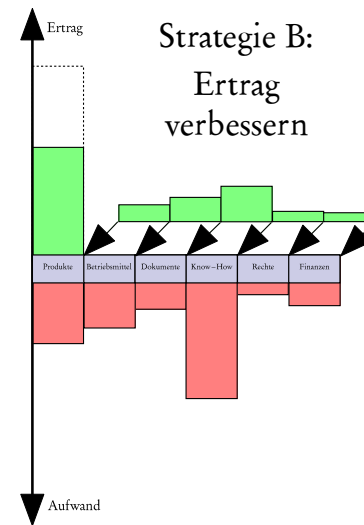 Ertrag
Strategie B:
Ertrag
verbessern
Produkte
Betriebsmittel
Dokumente
Know-How
Rechte
Finanzen
Aufwand